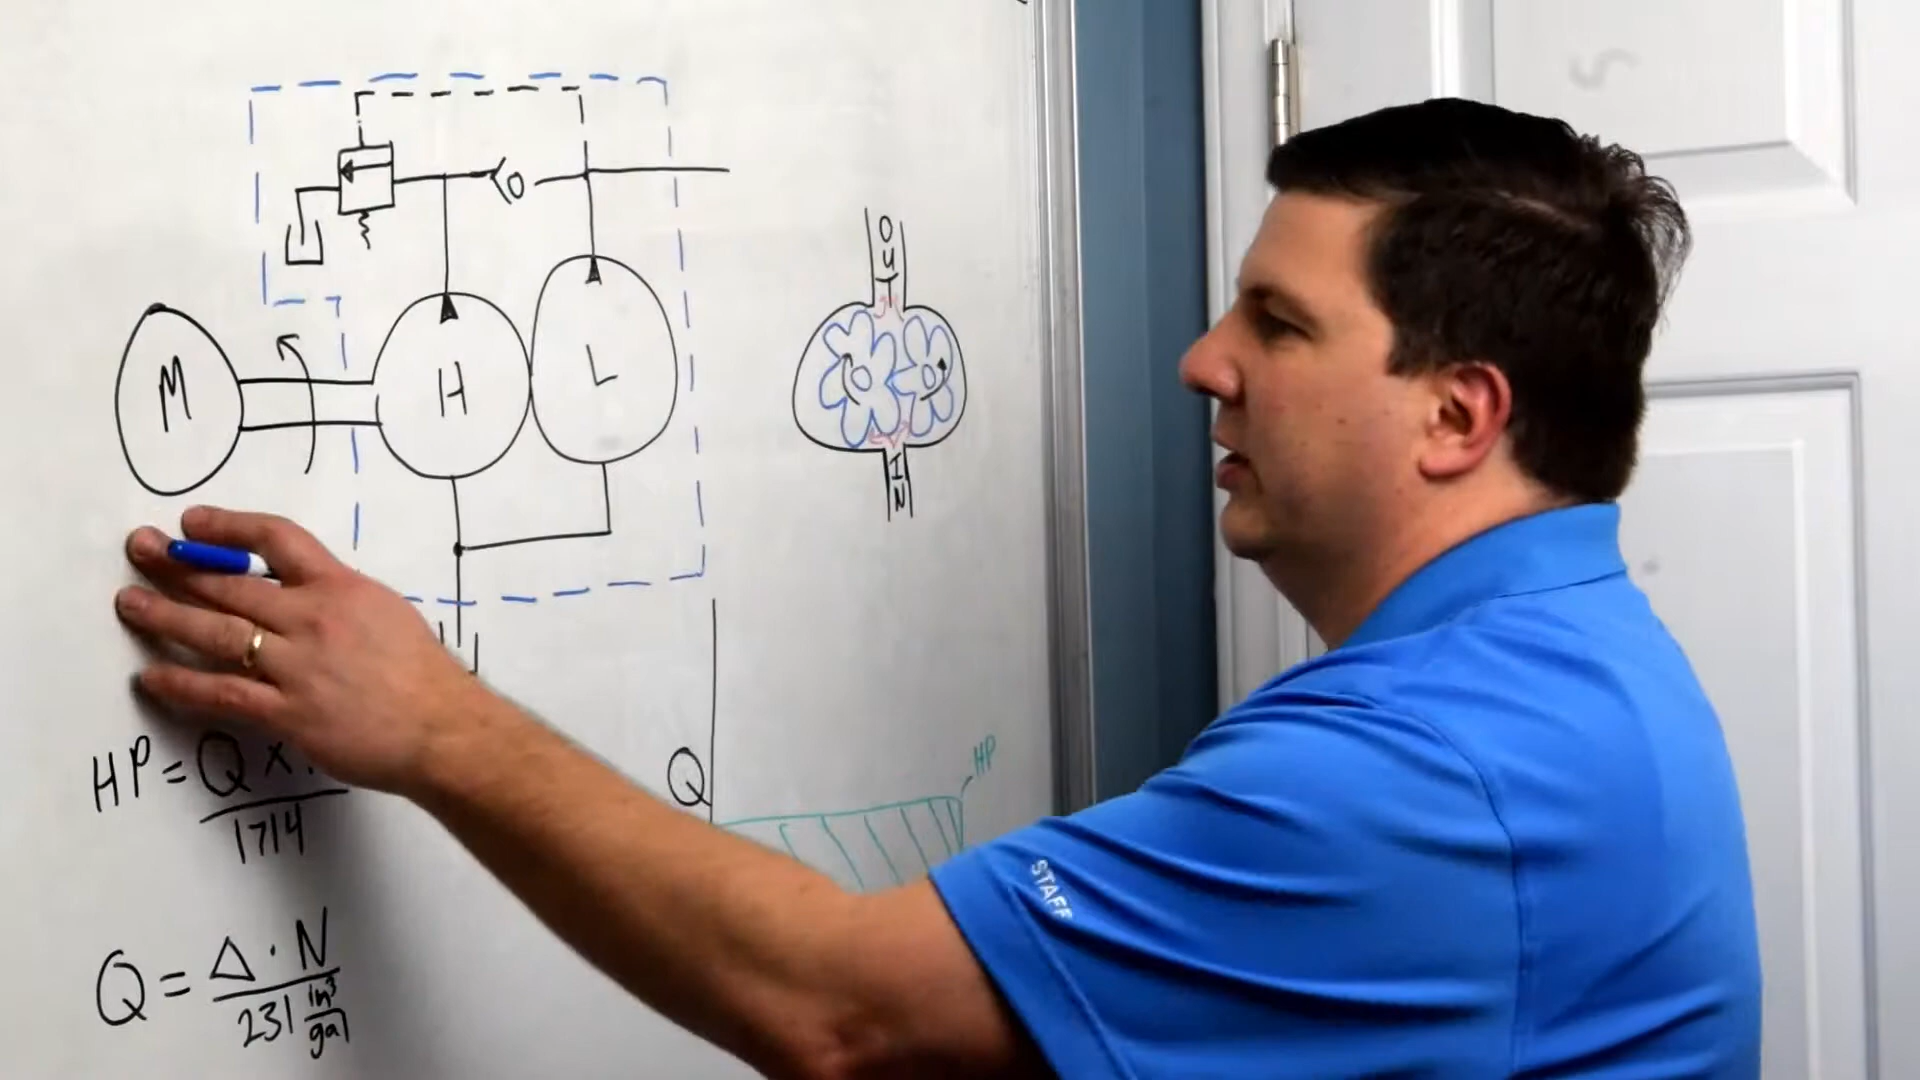 M
H
L
OUT
IN
HP = Q x
1714
Q
HP
Q = Δ · N
231 in³
gal
STAFF